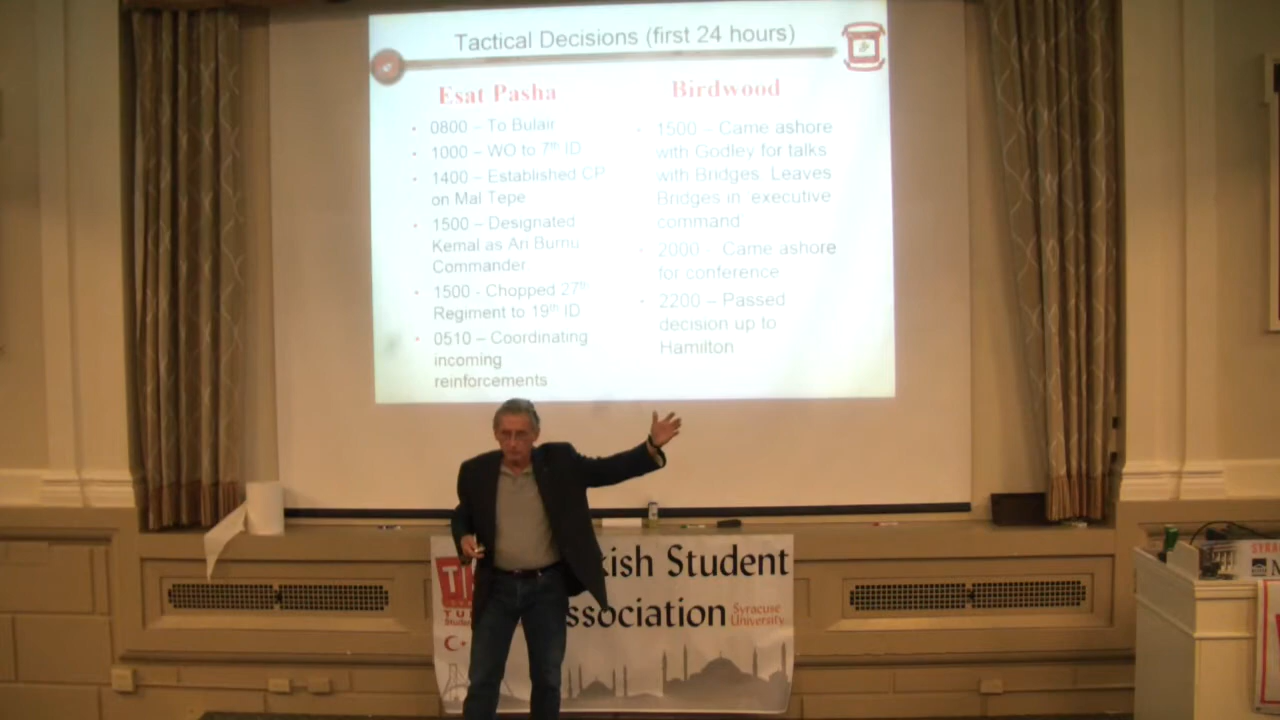 Tactical Decisions (first 24 hours)
Esat Pasha
• 0800 – To Bulair
• 1000 – WO to 7th ID
• 1400 – Established CP
on Mal Tepe
• 1500 – Designated
Kemal as Ari Burnu
Commander
• 1500 - Chopped 27th
Regiment to 19th ID
• 0510 – Coordinating
incoming
reinforcements
Birdwood
• 1500 – Came ashore
with Godley for talks
with Bridges Leaves
Bridges in executive
command
• 2000 - Came ashore
for conference
• 2200 – Passed
decision up to
Hamilton
kish Student
ssociation
Syracuse
University